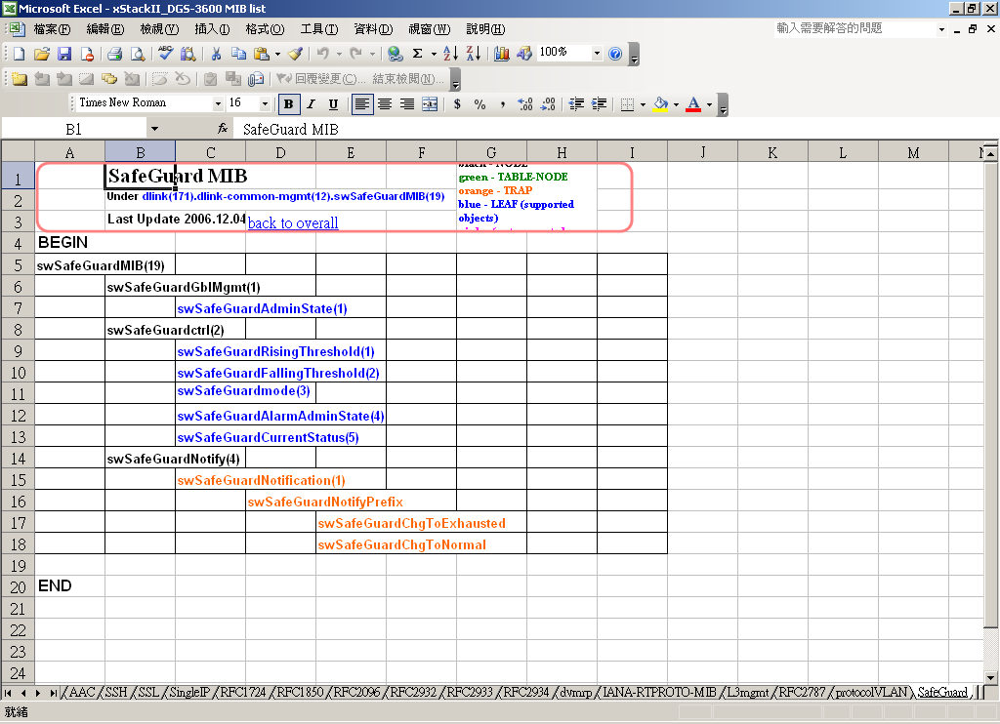 Microsoft Excel - xStackII_DGS-3600 MIB list
檔案(F) 編輯(E) 檢視(V) 插入(I) 格式(O) 工具(T) 資料(D) 視窗(W) 說明(H) 輸入需要解答的問題
100%
回覆變更(C)... 結束檢閱(N)...
Times New Roman 16 B I U $ % ,
B1 fx SafeGuard MIB
A B C D E F G H I J K L M
1 SafeGuard MIB
green - TABLE-NODE
orange - TRAP
2 Under dlink(171).dlink-common-mgmt(12).swSafeGuardMIB(19) blue - LEAF (supported
objects)
3 Last Update 2006.12.04 back to overall
4 BEGIN
5 swSafeGuardMIB(19)
6 swSafeGuardGblMgmt(1)
7 swSafeGuardAdminState(1)
8 swSafeGuardctrl(2)
9 swSafeGuardRisingThreshold(1)
10 swSafeGuardFallingThreshold(2)
11 swSafeGuardmode(3)
12 swSafeGuardAlarmAdminState(4)
13 swSafeGuardCurrentStatus(5)
14 swSafeGuardNotify(4)
15 swSafeGuardNotification(1)
16 swSafeGuardNotifyPrefix
17 swSafeGuardChgToExhausted
18 swSafeGuardChgToNormal
19
20 END
21
22
23
24
AAC SSH SSL SingleIP RFC1724 RFC1850 RFC2096 RFC2932 RFC2933 RFC2934 dvmrp IANA-RTPROTO-MIB L3mgmt RFC2787 protocolVLAN SafeGuard
就緒